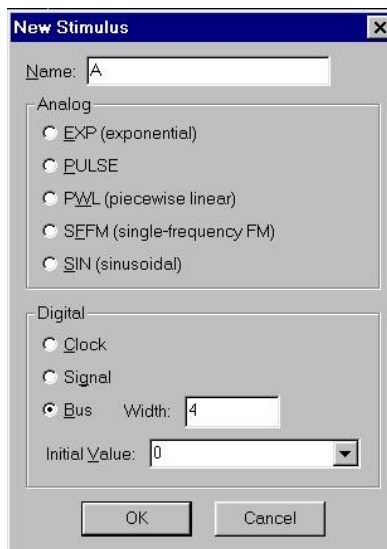 New Stimulus
Name: A
Analog
EXP (exponential)
PULSE
PWL (piecewise linear)
SFFM (single-frequency FM)
SIN (sinusoidal)
Digital
Clock
Signal
Bus Width: 4
Initial Value: 0
OK Cancel